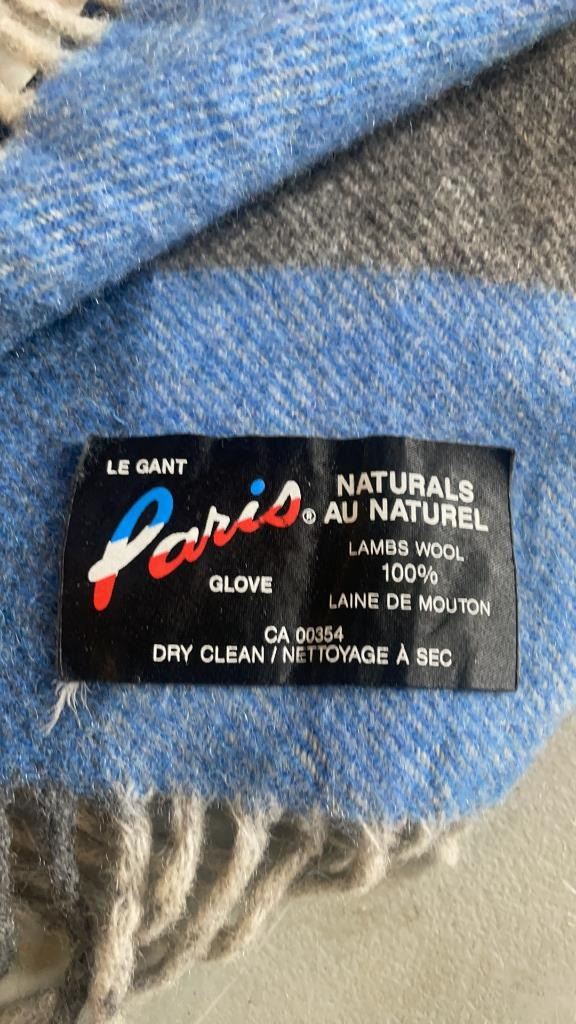 LE GANT
Paris®
GLOVE
NATURALS
AU NATUREL
LAMBS WOOL
100%
LAINE DE MOUTON
CA 00354
DRY CLEAN / NETTOYAGE À SEC